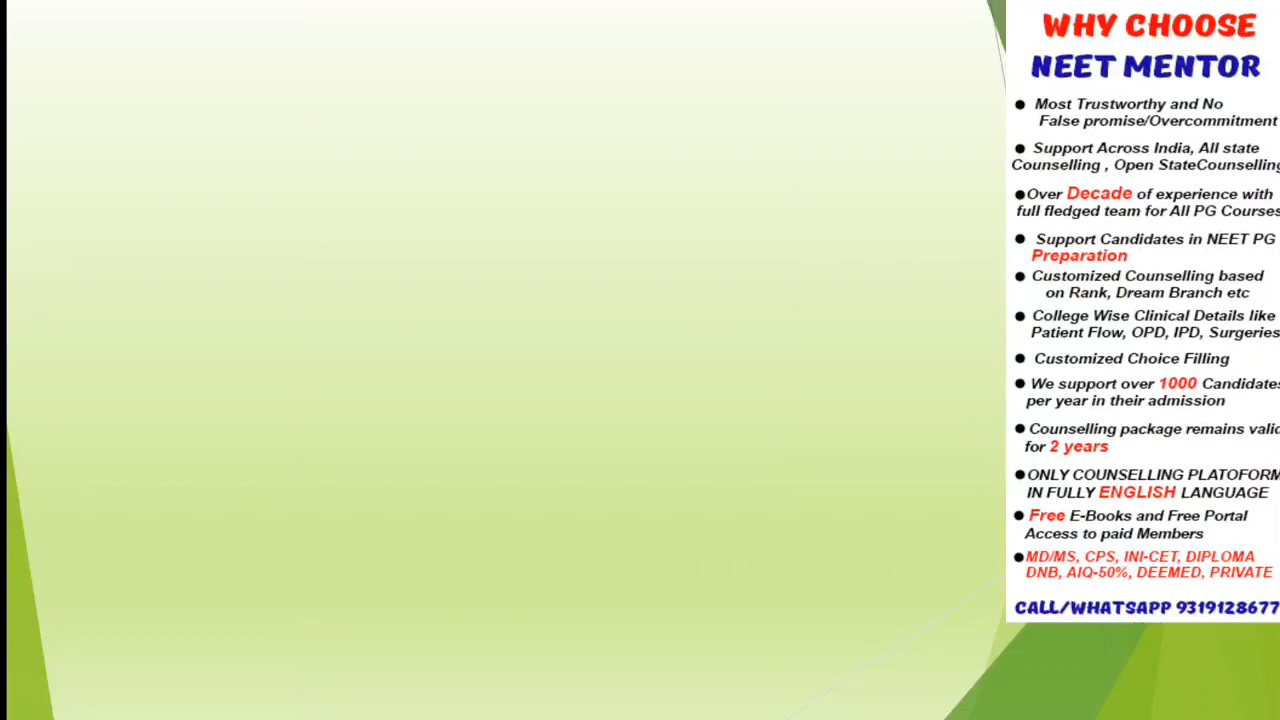 WHY CHOOSE
NEET MENTOR
● Most Trustworthy and No
False promise/Overcommitment
● Support Across India, All state
Counselling , Open StateCounselling
●Over Decade of experience with
full fledged team for All PG Courses
● Support Candidates in NEET PG
Preparation
● Customized Counselling based
on Rank, Dream Branch etc
● College Wise Clinical Details like
Patient Flow, OPD, IPD, Surgeries
● Customized Choice Filling
● We support over 1000 Candidates
per year in their admission
● Counselling package remains valid
for 2 years
●ONLY COUNSELLING PLATOFORM
IN FULLY ENGLISH LANGUAGE
● Free E-Books and Free Portal
Access to paid Members
●MD/MS, CPS, INI-CET, DIPLOMA
DNB, AIQ-50%, DEEMED, PRIVATE
CALL/WHATSAPP 9319128677